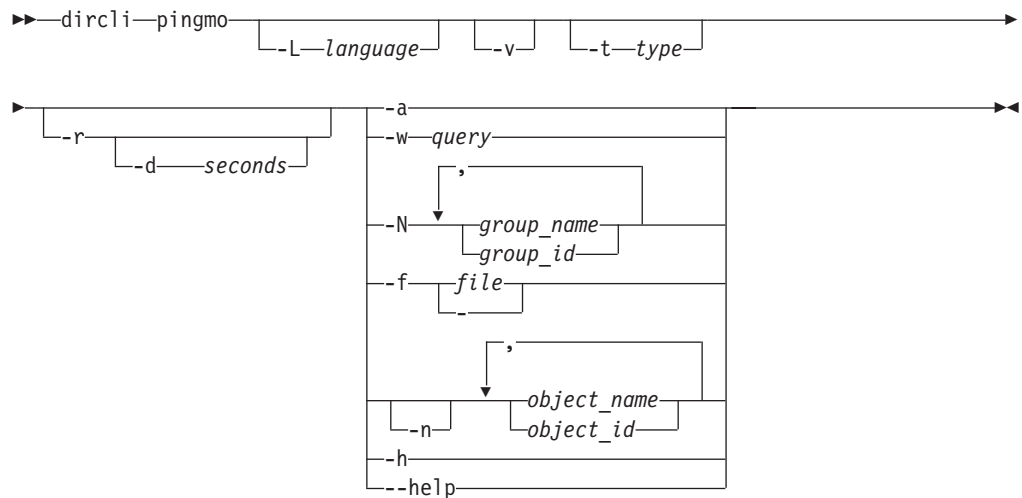 dircli pingmo
-L language -v -t type
-r -a
-d seconds -w query
,
-N group_name
group_id
-f file
-
,
object_name
-n object_id
-h
--help